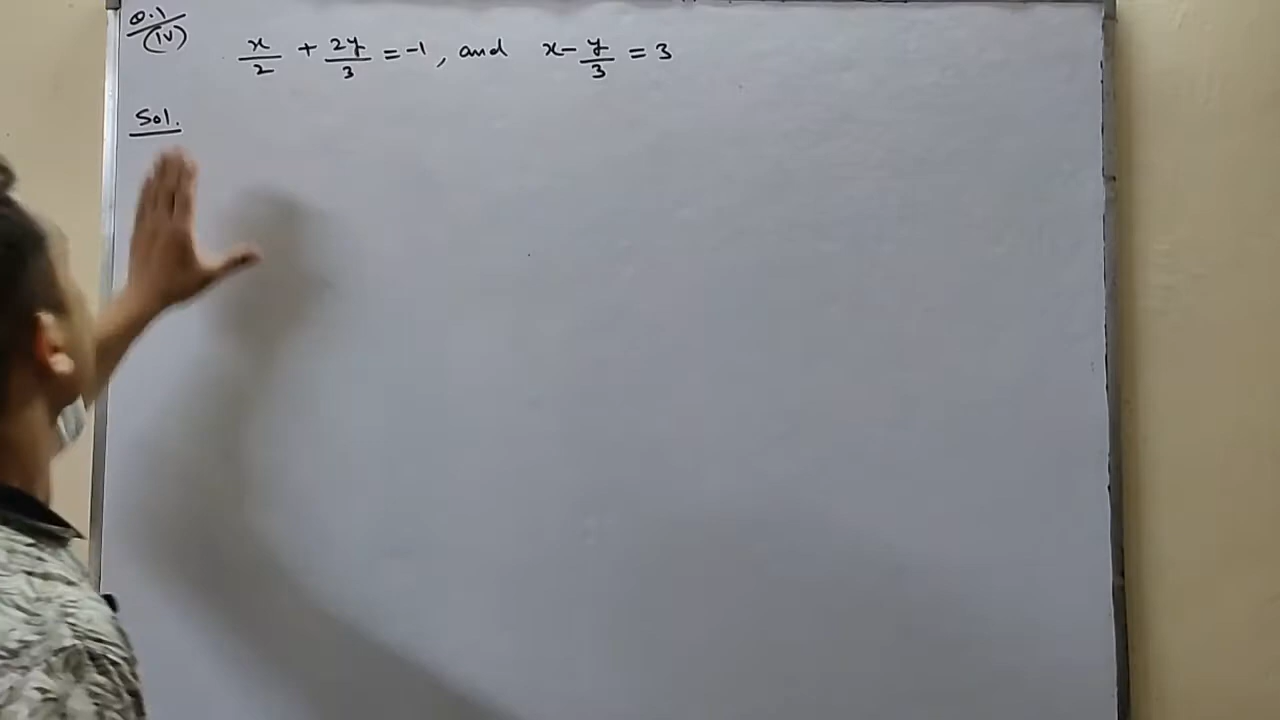 Q.1
(iv)
x/2 + 2y/3 = -1, and x - y/3 = 3
Sol.